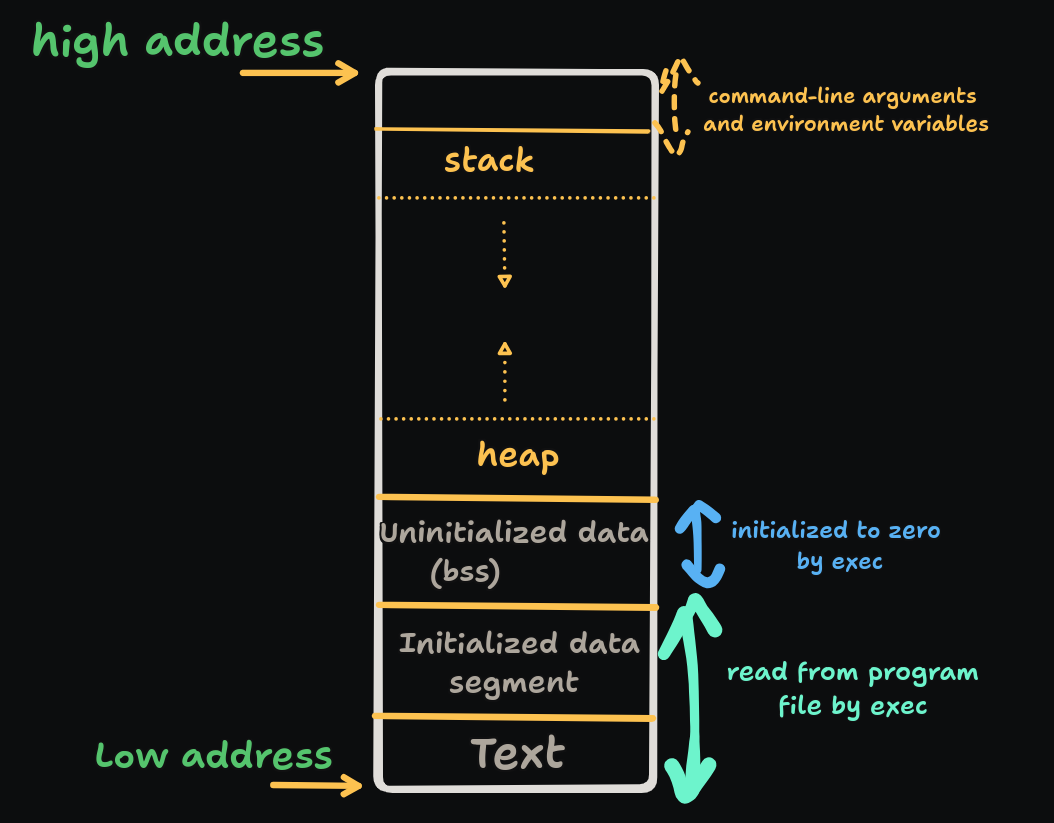 high address
command-line arguments
and environment variables
stack
heap
Uninitialized data
(bss)
initialized to zero
by exec
Initialized data
segment
read from program
file by exec
Text
Low address